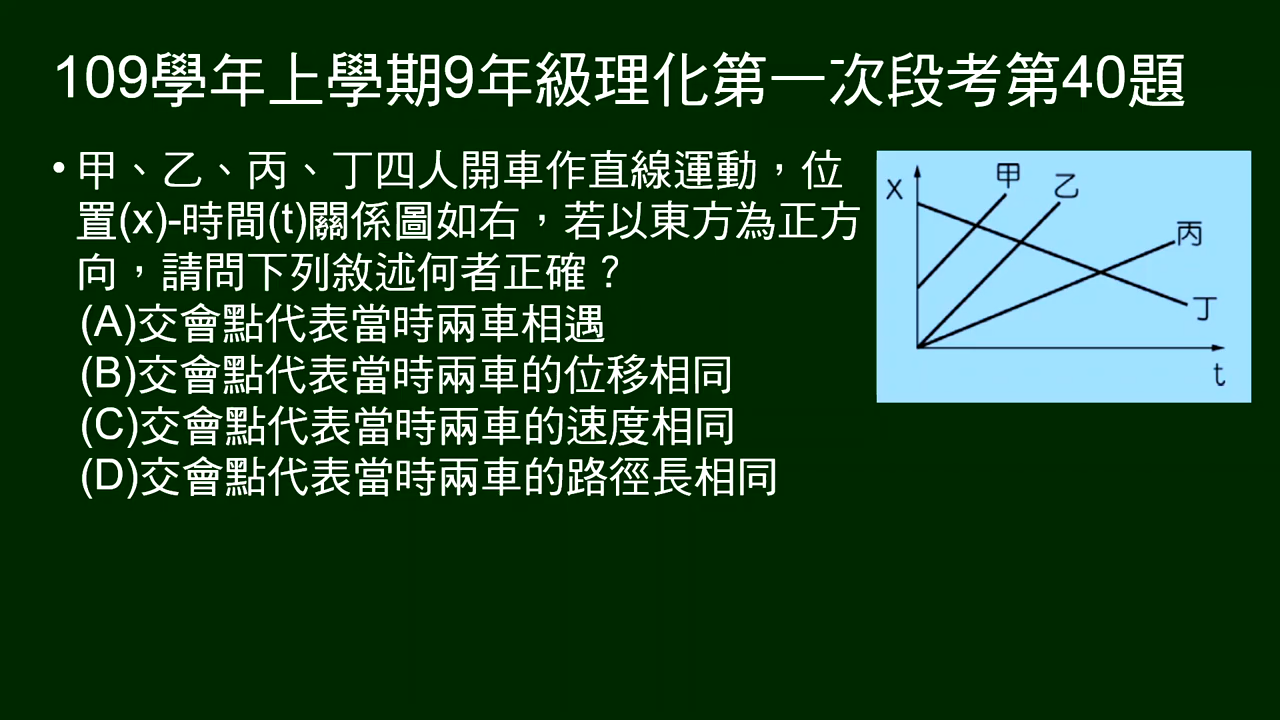 109學年上學期9年級理化第一次段考第40題
• 甲、乙、丙、丁四人開車作直線運動，位
置(x)-時間(t)關係圖如右，若以東方為正方
向，請問下列敘述何者正確？
(A)交會點代表當時兩車相遇
(B)交會點代表當時兩車的位移相同
(C)交會點代表當時兩車的速度相同
(D)交會點代表當時兩車的路徑長相同
X
甲
乙
丙
丁
t